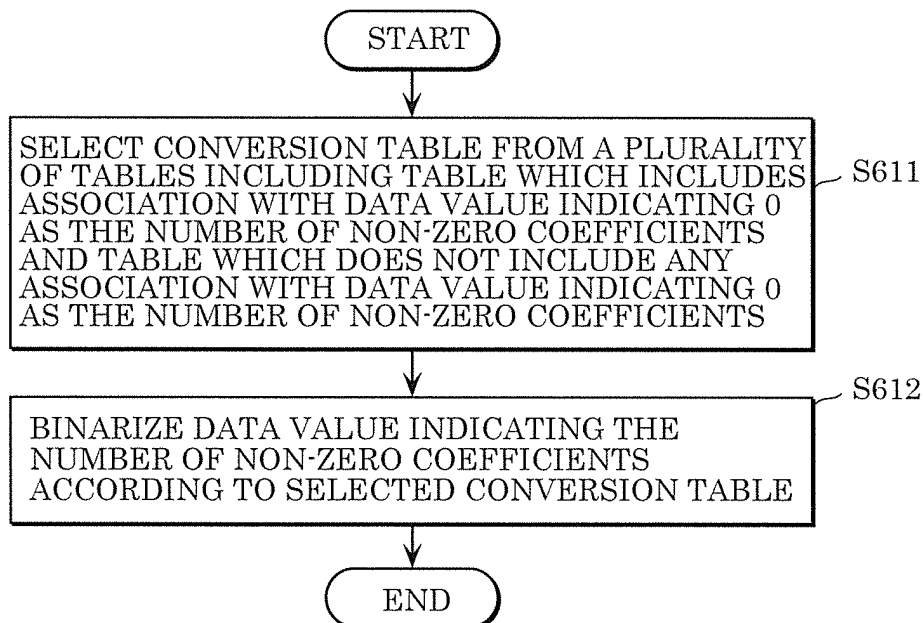 START
SELECT CONVERSION TABLE FROM A PLURALITY
OF TABLES INCLUDING TABLE WHICH INCLUDES
ASSOCIATION WITH DATA VALUE INDICATING 0
AS THE NUMBER OF NON-ZERO COEFFICIENTS
AND TABLE WHICH DOES NOT INCLUDE ANY
ASSOCIATION WITH DATA VALUE INDICATING 0
AS THE NUMBER OF NON-ZERO COEFFICIENTS
S611
BINARIZE DATA VALUE INDICATING THE
NUMBER OF NON-ZERO COEFFICIENTS
ACCORDING TO SELECTED CONVERSION TABLE
S612
END